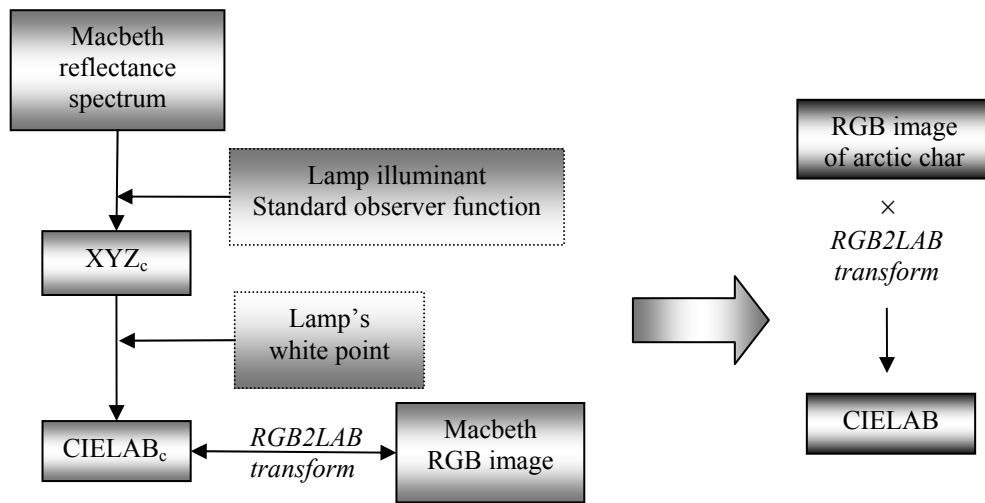 Macbeth
reflectance
spectrum
Lamp illuminant
Standard observer function
XYZc
Lamp’s
white point
CIELABc
RGB2LAB
transform
Macbeth
RGB image
RGB image
of arctic char
×
RGB2LAB
transform
CIELAB